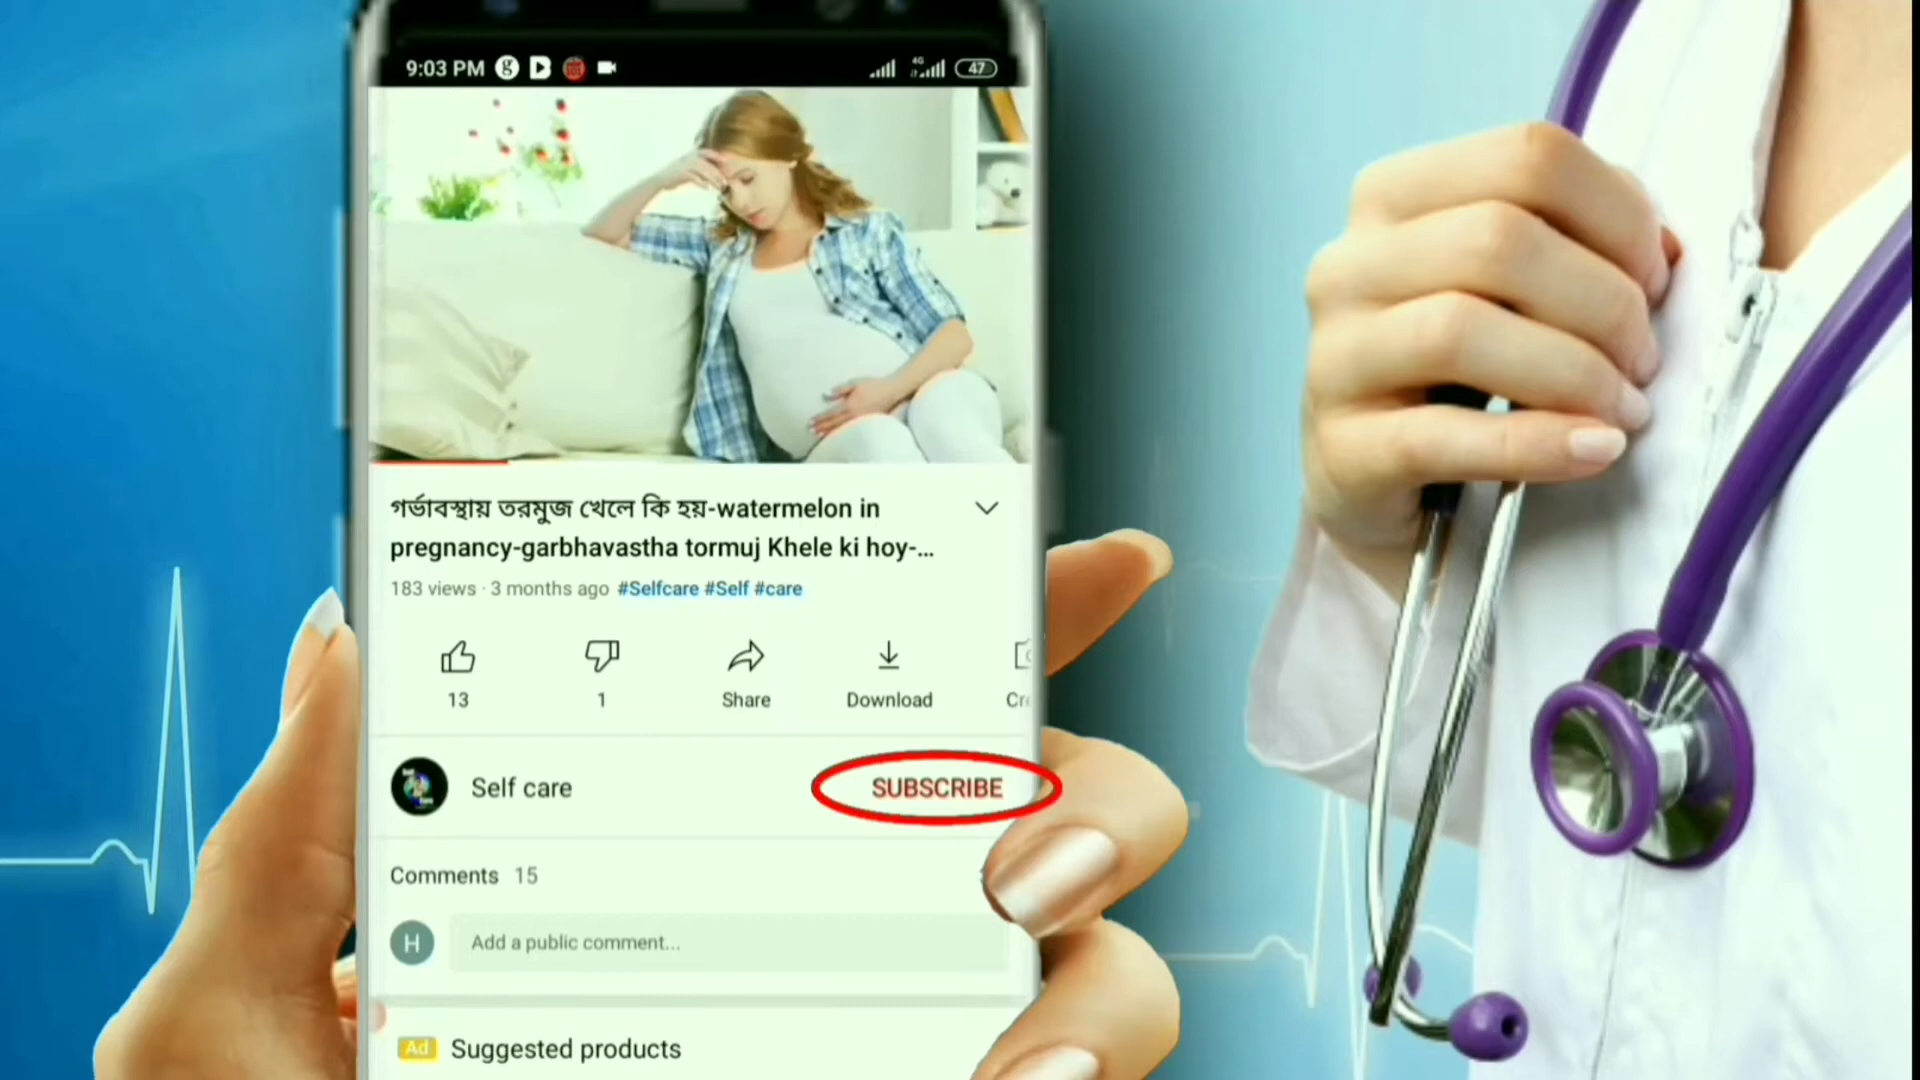 9:03 PM
4G
47
গর্ভাবস্থায় তরমুজ খেলে কি হয়-watermelon in
pregnancy-garbhavastha tormuj Khele ki hoy-...
183 views · 3 months ago #Selfcare #Self #care
13
1
Share
Download
Cre
Self care
SUBSCRIBE
Comments 15
H
Add a public comment...
Ad
Suggested products